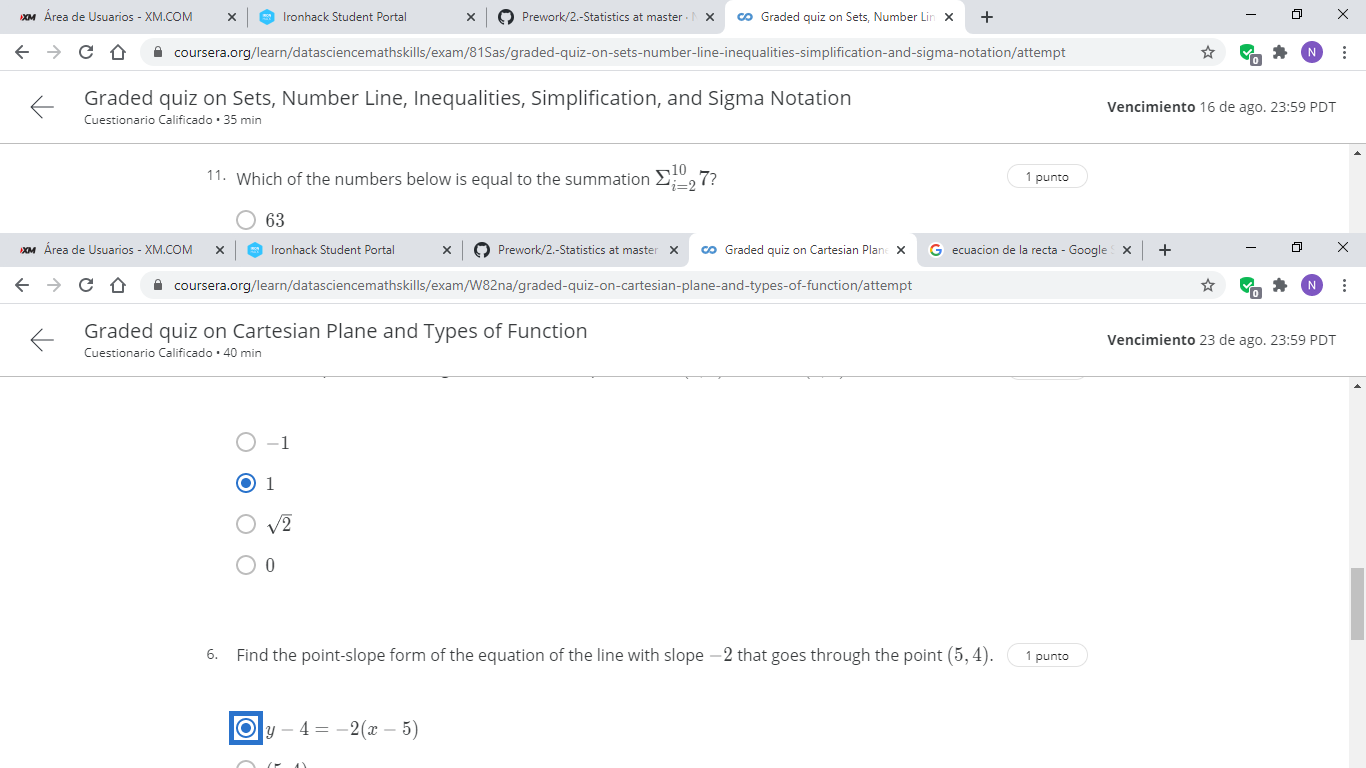 XM Área de Usuarios - XM.COM Ironhack Student Portal Prework/2.-Statistics at master · Graded quiz on Sets, Number Lin
coursera.org/learn/datasciencemathskills/exam/81Sas/graded-quiz-on-sets-number-line-inequalities-simplification-and-sigma-notation/attempt 0 N
Graded quiz on Sets, Number Line, Inequalities, Simplification, and Sigma Notation
Cuestionario Calificado • 35 min
Vencimiento 16 de ago. 23:59 PDT
11. Which of the numbers below is equal to the summation Σ_{i=2}^{10} 7? 1 punto
63
XM Área de Usuarios - XM.COM Ironhack Student Portal Prework/2.-Statistics at master Graded quiz on Cartesian Plane G ecuacion de la recta - Google
coursera.org/learn/datasciencemathskills/exam/W82na/graded-quiz-on-cartesian-plane-and-types-of-function/attempt 0 N
Graded quiz on Cartesian Plane and Types of Function
Cuestionario Calificado • 40 min
Vencimiento 23 de ago. 23:59 PDT
−1
1
√2
0
6. Find the point-slope form of the equation of the line with slope −2 that goes through the point (5, 4). 1 punto
y − 4 = −2(x − 5)